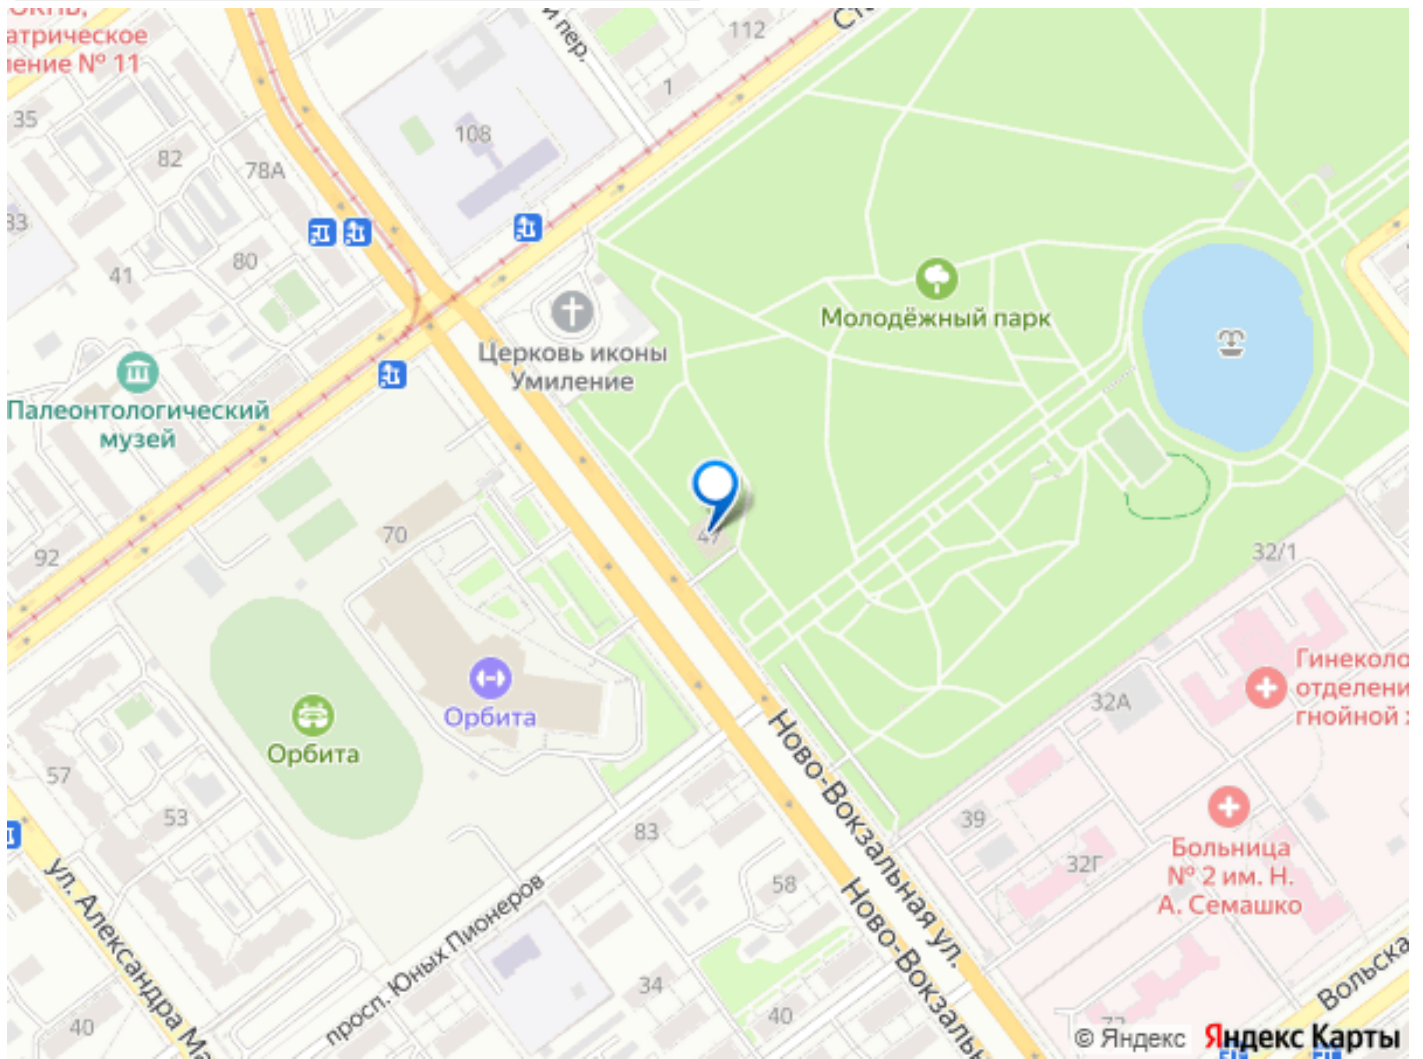 атрическое
ение № 11
и пер.
112
1
35
108
82
78А
33
41
80
Молодёжный парк
Церковь иконы
Умиление
Палеонтологический
музей
70
47
92
32/1
Гинеколо
отделени
гнойной
32А
Орбита
Орбита
57
53
Ново-Вокзальная ул.
83
39
32Г
Больница
№ 2 им. Н.
А. Семашко
58
ул. Александра Ма
просп. Юных Пионеров
Ново-Вокзальн
34
40
40
Вольска
© Яндекс Яндекс Карты